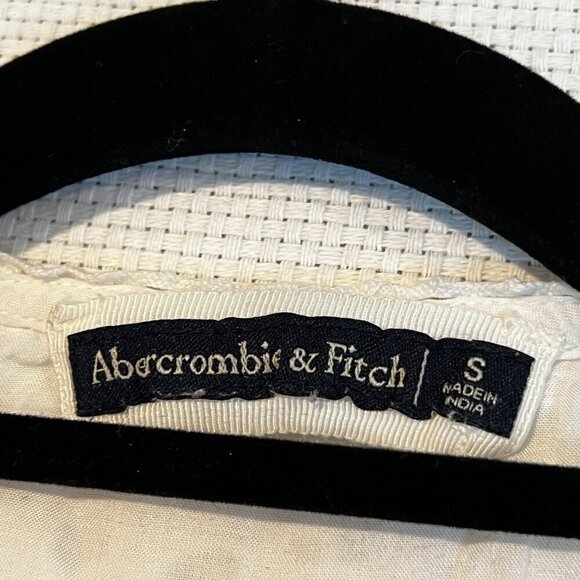 Abercrombie & Fitch
S
MADE IN
INDIA